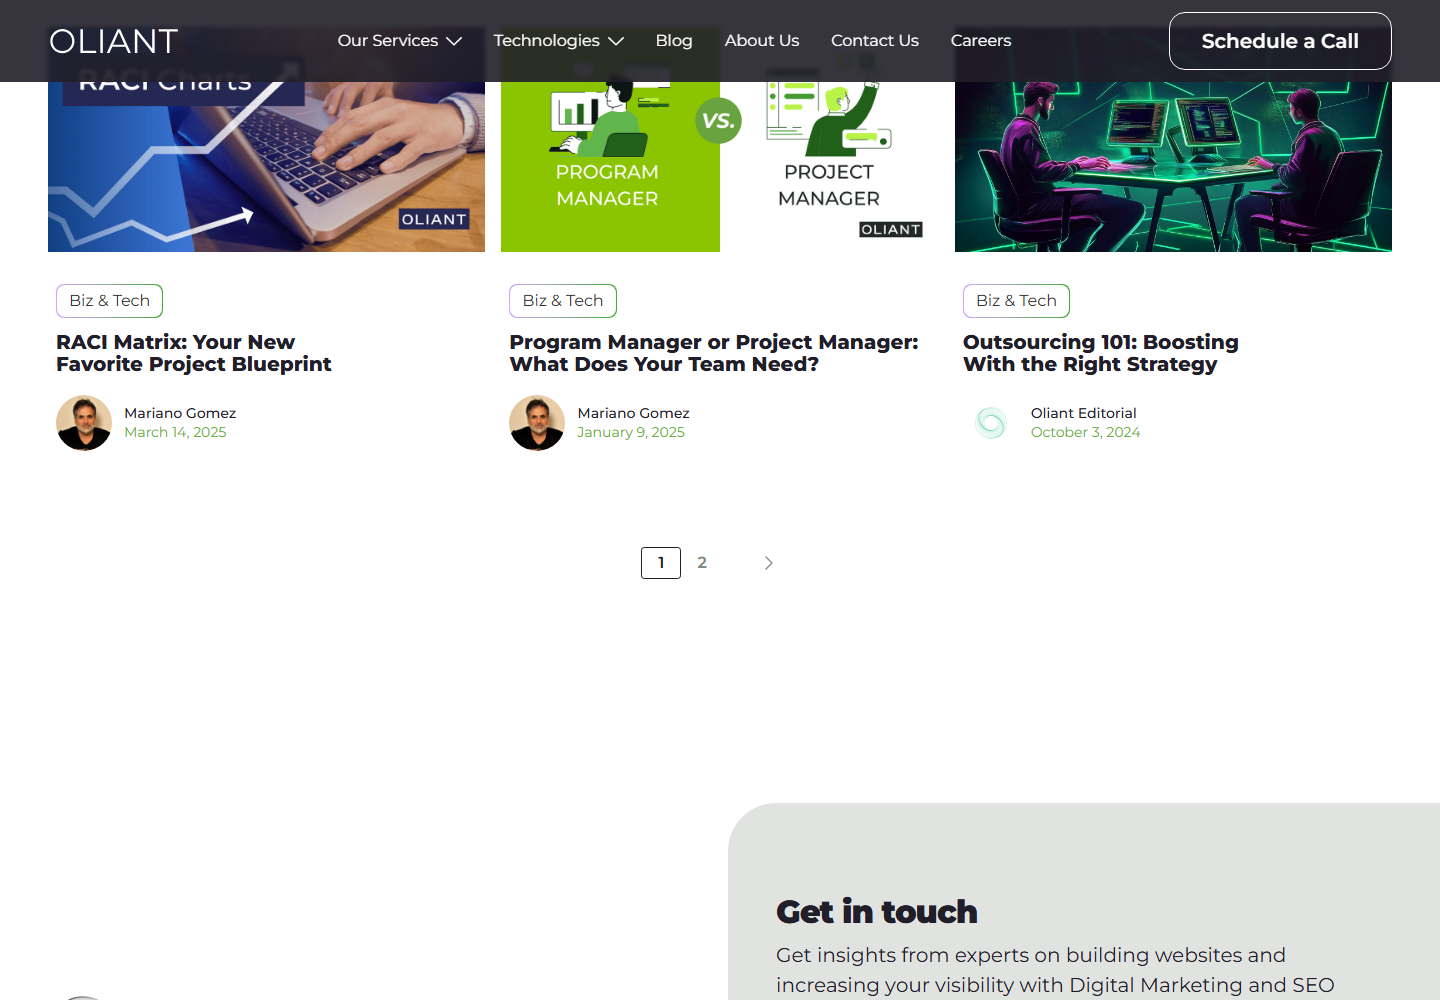 OLIANT
Our Services
Technologies
Blog
About Us
Contact Us
Careers
Schedule a Call
RACI Charts
OLIANT
PROGRAM
MANAGER
VS.
PROJECT
MANAGER
OLIANT
Biz & Tech
RACI Matrix: Your New
Favorite Project Blueprint
Mariano Gomez
March 14, 2025
Biz & Tech
Program Manager or Project Manager:
What Does Your Team Need?
Mariano Gomez
January 9, 2025
Biz & Tech
Outsourcing 101: Boosting
With the Right Strategy
Oliant Editorial
October 3, 2024
1
2
Get in touch
Get insights from experts on building websites and
increasing your visibility with Digital Marketing and SEO